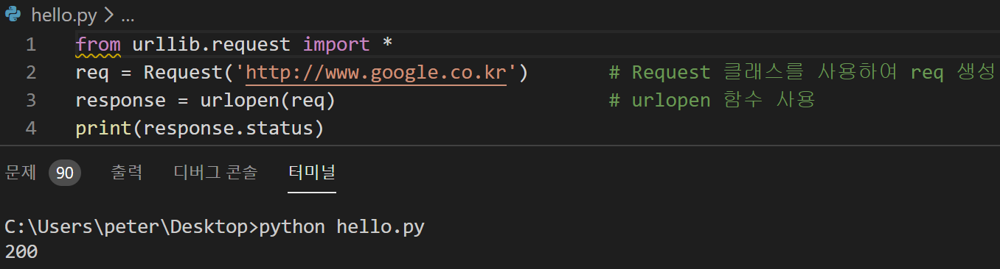 hello.py > ...
1 from urllib.request import *
2 req = Request('http://www.google.co.kr') # Request 클래스를 사용하여 req 생성
3 response = urlopen(req) # urlopen 함수 사용
4 print(response.status)
문제 90 출력 디버그 콘솔 터미널
C:\Users\peter\Desktop>python hello.py
200